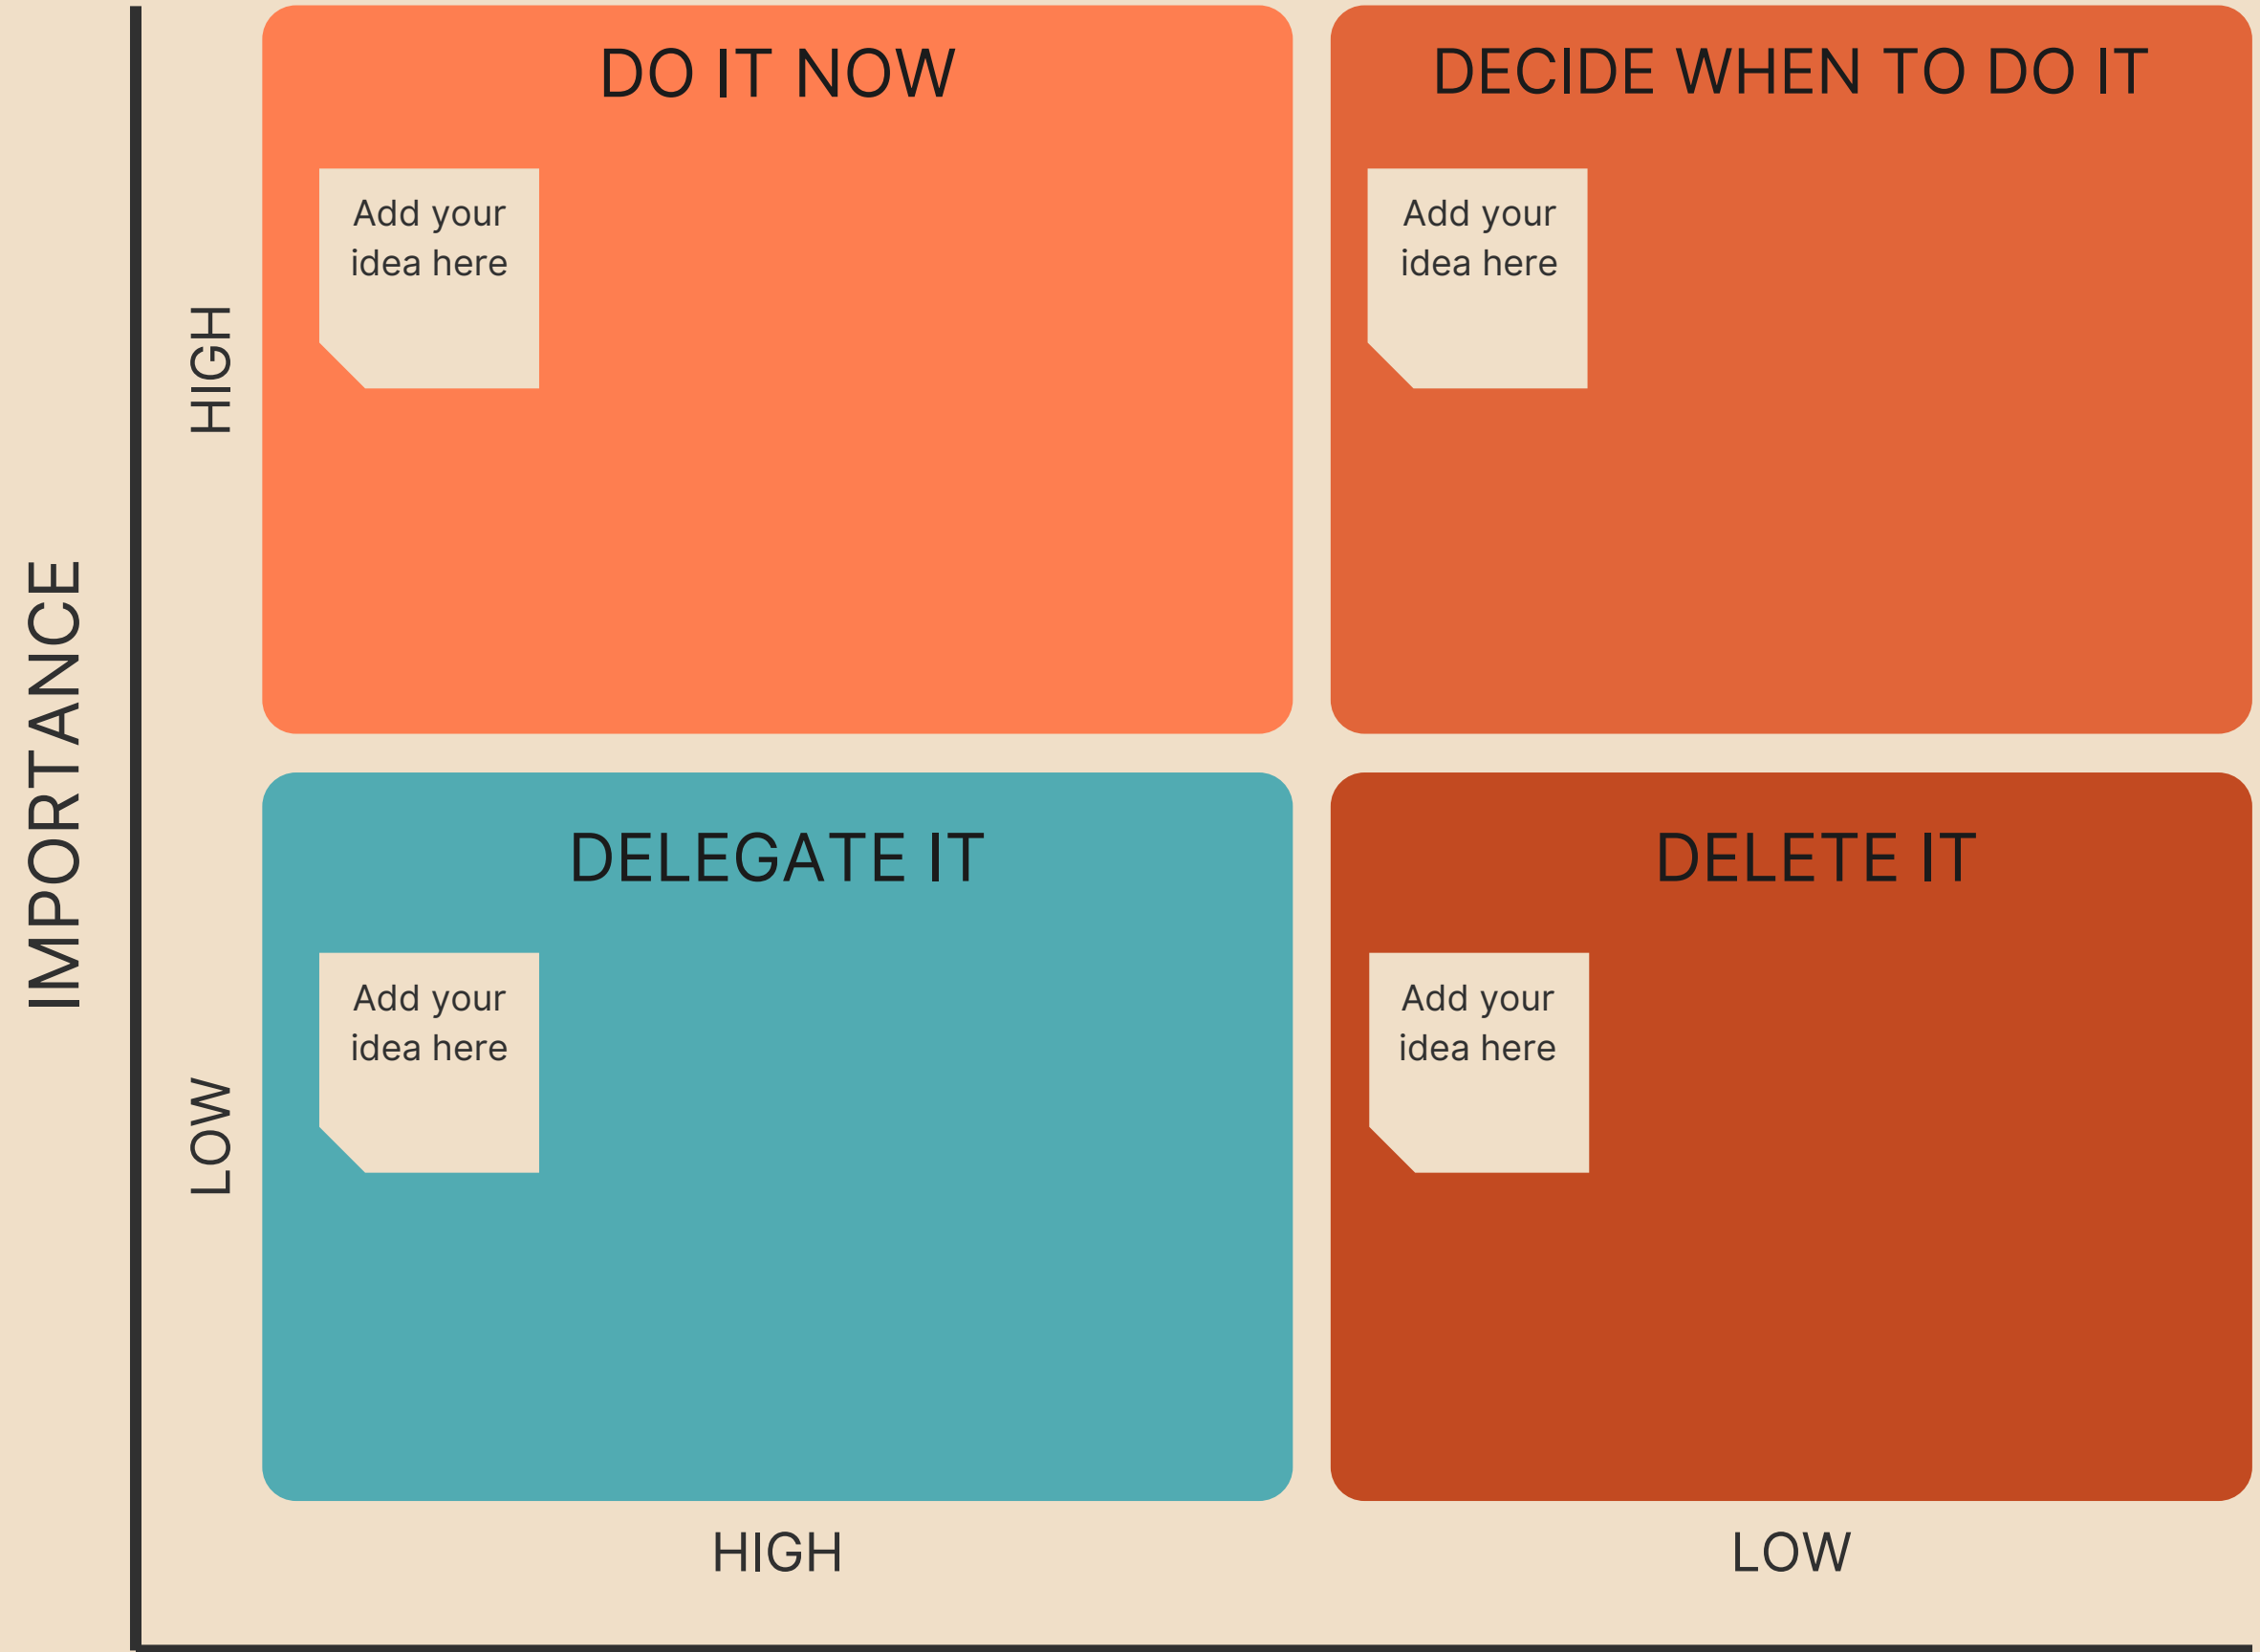 DO IT NOW
DECIDE WHEN TO DO IT
Add your
idea here
Add your
idea here
HIGH
IMPORTANCE
DELEGATE IT
DELETE IT
Add your
idea here
Add your
idea here
LOW
HIGH
LOW